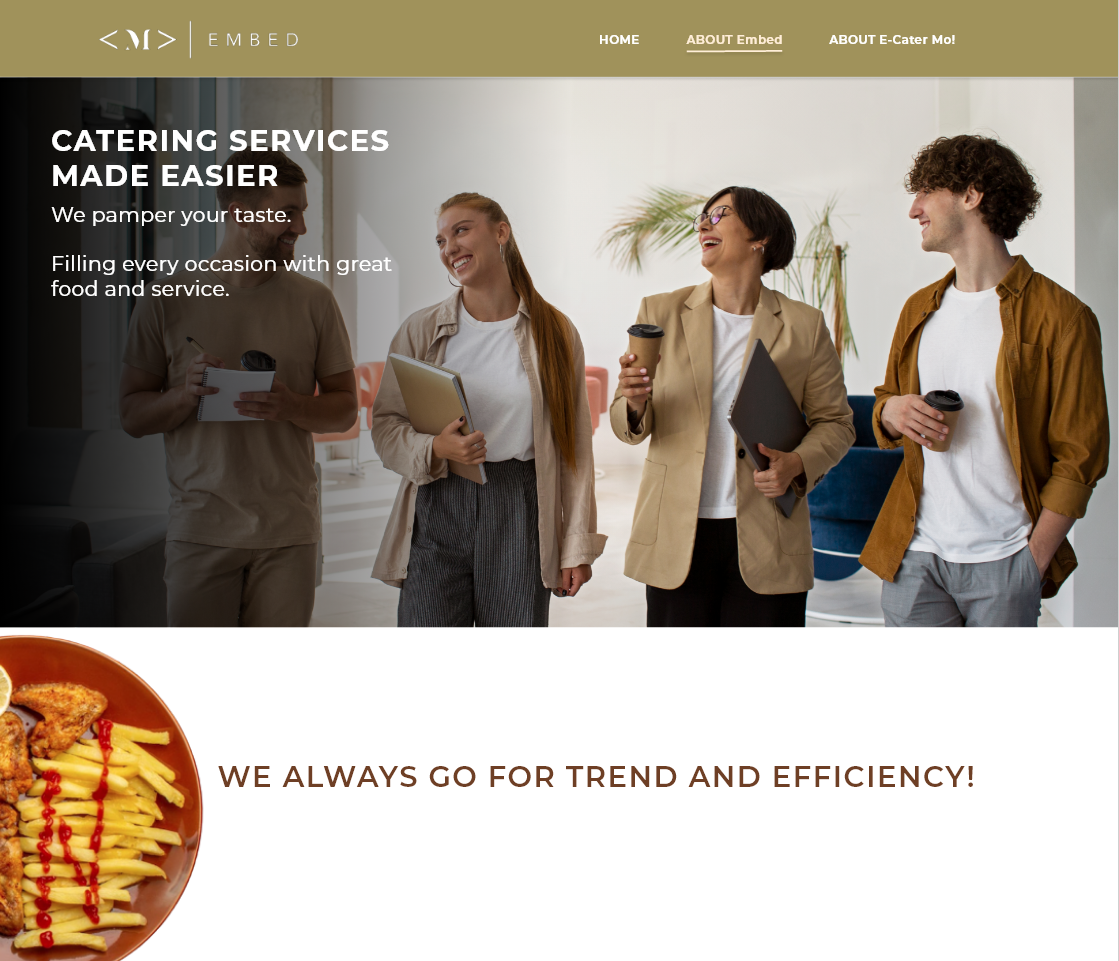 <M> | EMBED
HOME ABOUT Embed ABOUT E-Cater Mo!
CATERING SERVICES
MADE EASIER
We pamper your taste.
Filling every occasion with great
food and service.
WE ALWAYS GO FOR TREND AND EFFICIENCY!